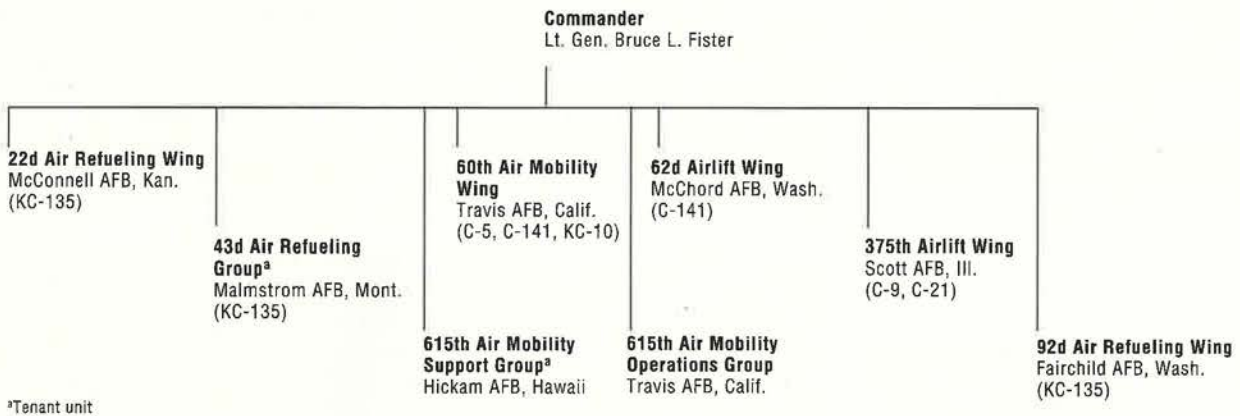 Commander
Lt. Gen. Bruce L. Fister
22d Air Refueling Wing
McConnell AFB, Kan.
(KC-135)
43d Air Refueling
Groupᵃ
Malmstrom AFB, Mont.
(KC-135)
615th Air Mobility
Support Groupᵃ
Hickam AFB, Hawaii
60th Air Mobility
Wing
Travis AFB, Calif.
(C-5, C-141, KC-10)
615th Air Mobility
Operations Group
Travis AFB, Calif.
62d Airlift Wing
McChord AFB, Wash.
(C-141)
375th Airlift Wing
Scott AFB, Ill.
(C-9, C-21)
92d Air Refueling Wing
Fairchild AFB, Wash.
(KC-135)
ᵃTenant unit